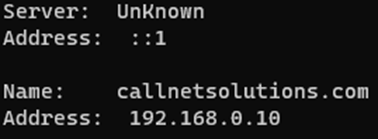 Server:  UnKnown
Address:  ::1

Name:    callnetsolutions.com
Address:  192.168.0.10